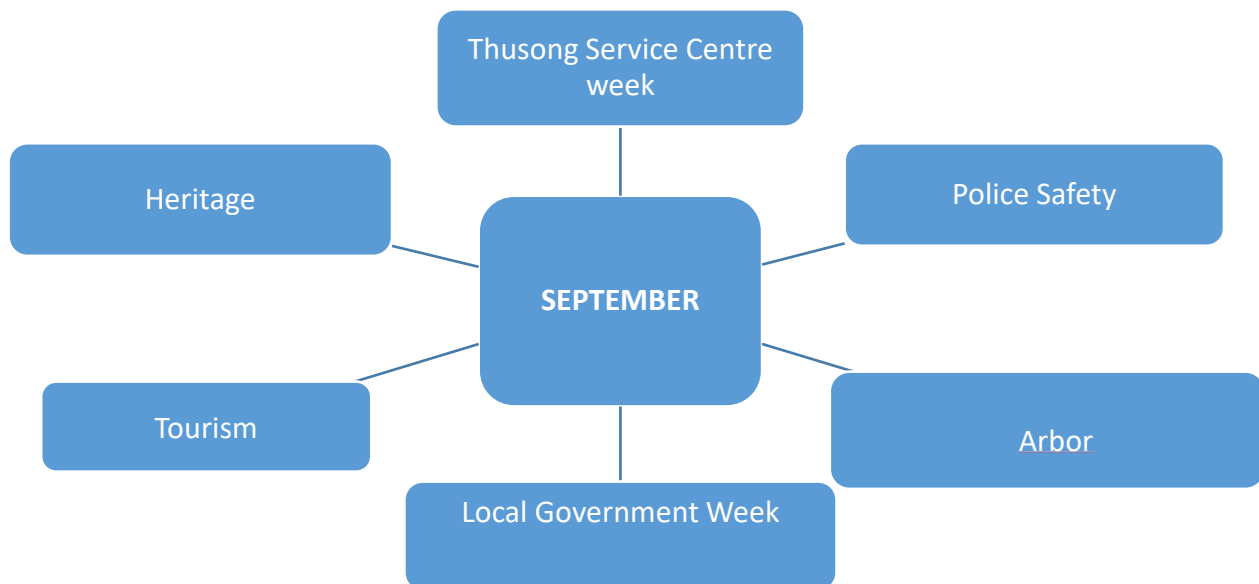 Thusong Service Centre
week
Heritage
Police Safety
SEPTEMBER
Tourism
Arbor
Local Government Week